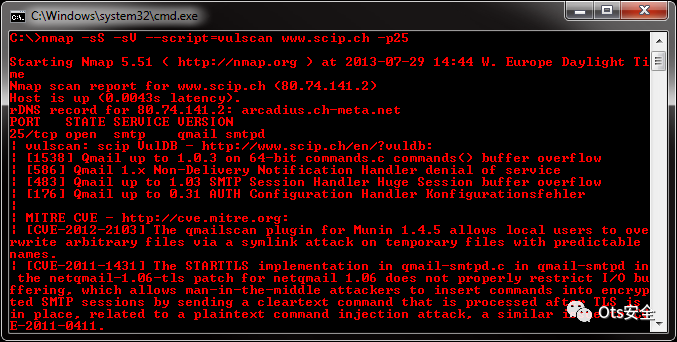 C:\Windows\system32\cmd.exe
C:\>nmap -sS -sV --script=vulscan www.scip.ch -p25
Starting Nmap 5.51 ( http://nmap.org ) at 2013-07-29 14:44 W. Europe Daylight Ti
me
Nmap scan report for www.scip.ch (80.74.141.2)
Host is up (0.0043s latency).
rDNS record for 80.74.141.2: arcadius.ch-meta.net
PORT   STATE SERVICE VERSION
25/tcp open  smtp    qmail smtpd
| vulscan: scip VulDB - http://www.scip.ch/en/?vuldb:
| [1538] Qmail up to 1.0.3 on 64-bit commands.c commands() buffer overflow
| [586] Qmail 1.x Non-Delivery Notification Handler denial of service
| [483] Qmail up to 1.03 SMTP Session Handler Huge Session buffer overflow
| [176] Qmail up to 0.31 AUTH Configuration Handler Konfigurationsfehler
|
| MITRE CVE - http://cve.mitre.org:
| [CVE-2012-2103] The qmailscan plugin for Munin 1.4.5 allows local users to ove
rwrite arbitrary files via a symlink attack on temporary files with predictable
names.
| [CVE-2011-1431] The STARTTLS implementation in qmail-smtpd.c in qmail-smtpd in
 the netqmail-1.06-tls patch for netqmail 1.06 does not properly restrict I/O bu
ffering, which allows man-in-the-middle attackers to insert commands into encryp
ted SMTP sessions by sending a cleartext command that is processed after TLS is
in place, related to a plaintext command injection attack, a similar
E-2011-0411.
Ots安全